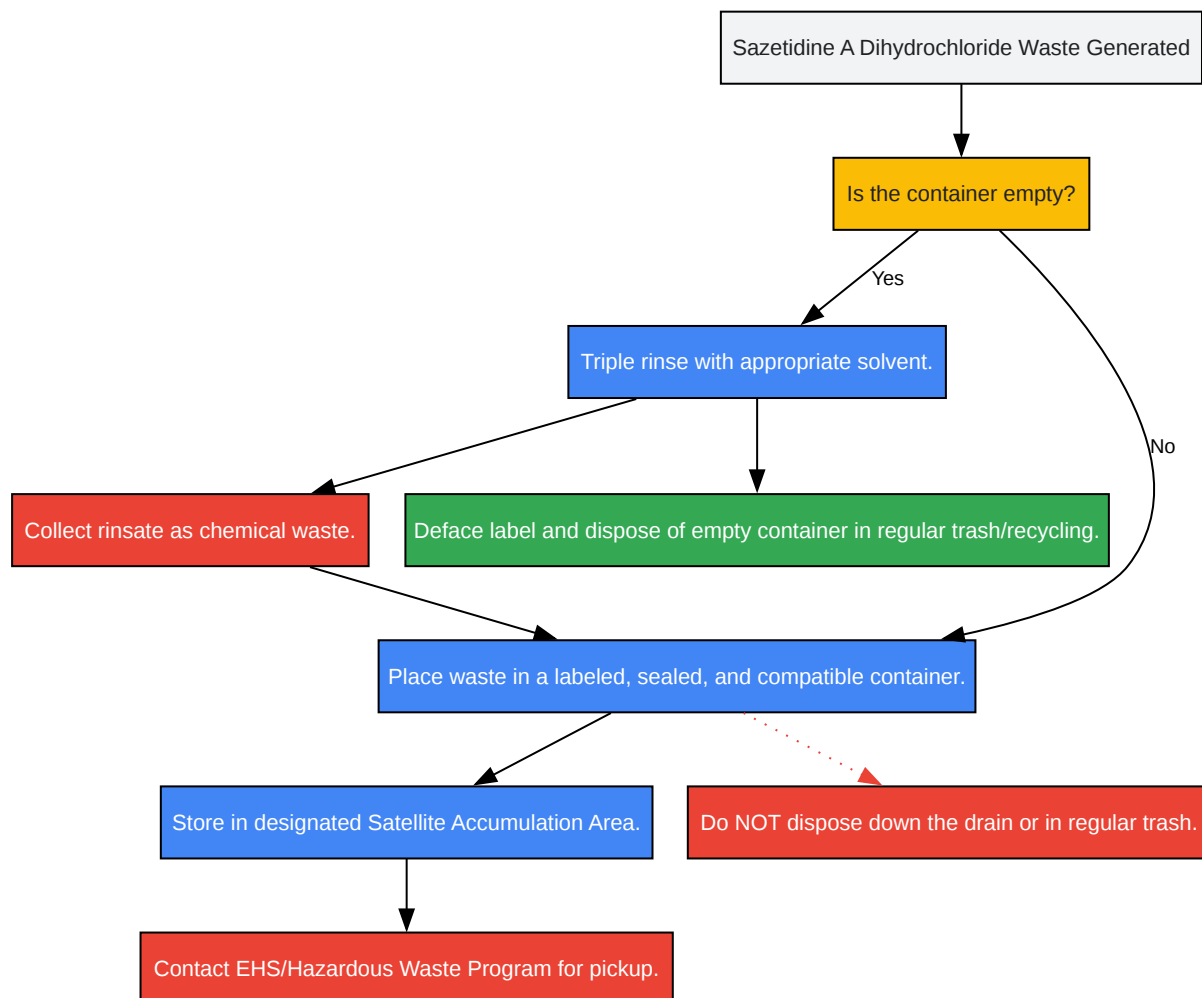 Sazetidine A Dihydrochloride Waste Generated
Is the container empty?
Yes
Triple rinse with appropriate solvent.
No
Collect rinsate as chemical waste.
Deface label and dispose of empty container in regular trash/recycling.
Place waste in a labeled, sealed, and compatible container.
Store in designated Satellite Accumulation Area.
Do NOT dispose down the drain or in regular trash.
Contact EHS/Hazardous Waste Program for pickup.